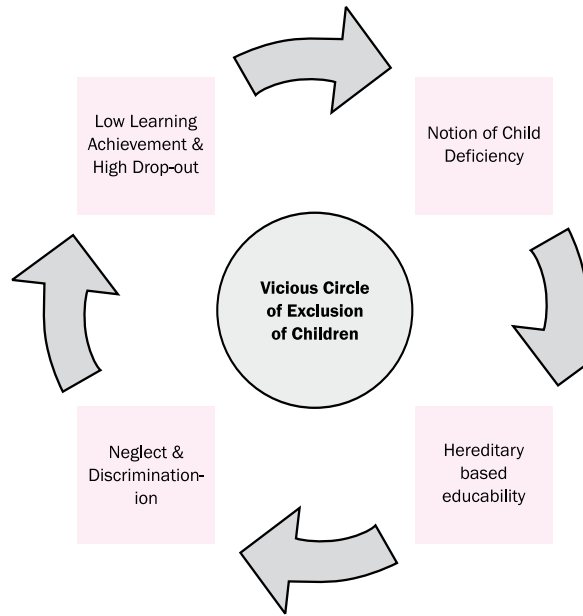 Low Learning
Achievement &
High Drop-out
Notion of Child
Deficiency
Vicious Circle
of Exclusion
of Children
Neglect &
Discrimination-
ion
Hereditary
based
educability